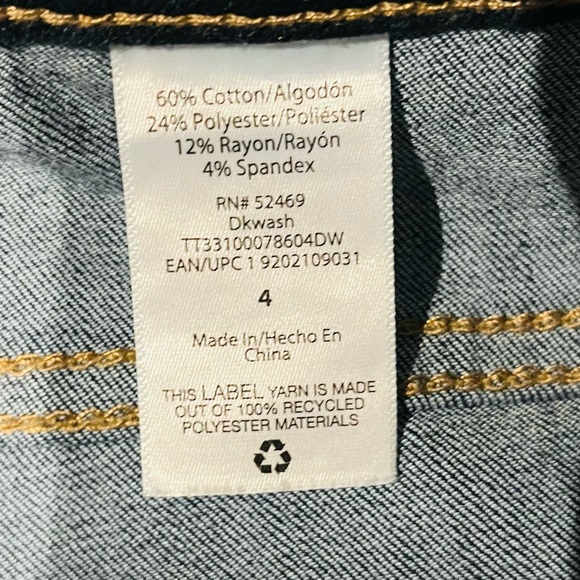 60% Cotton/Algodón
24% Polyester/Poliéster
12% Rayon/Rayón
4% Spandex
RN# 52469
Dkwash
TT33100078604DW
EAN/UPC 1 9202109031
4
Made In/Hecho En
China
THIS LABEL YARN IS MADE
OUT OF 100% RECYCLED
POLYESTER MATERIALS